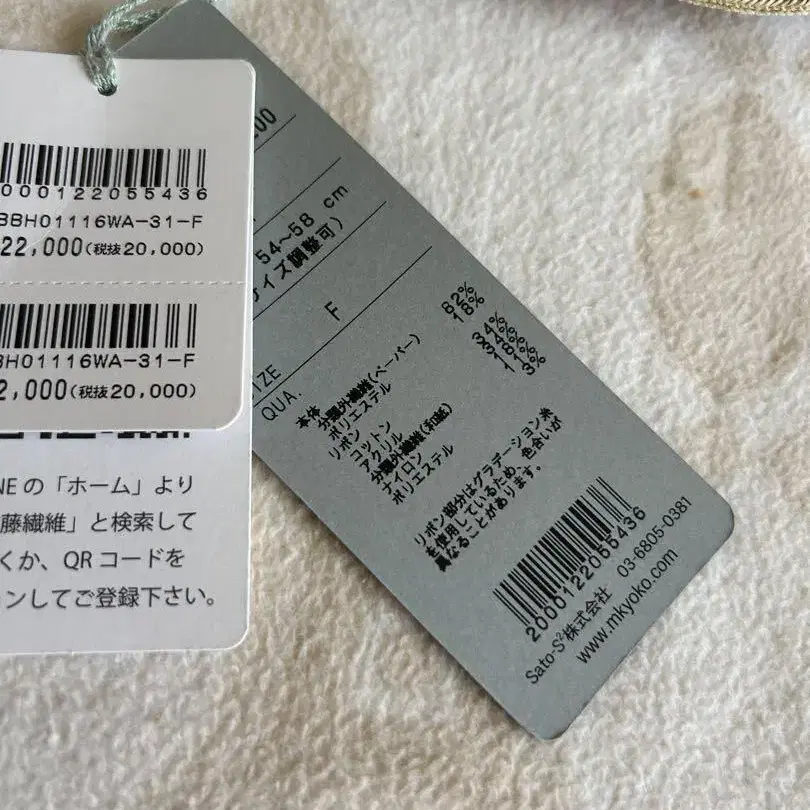 000122055436
BBH01116WA-31-F
22,000(税抜20,000)
BH01116WA-31-F
2,000(税抜20,000)
NEの「ホーム」より
藤繊維」と検索して
くか、QRコードを
ンしてご登録下さい。
00
54~58 cm
イズ調整可)
IZE F
QUA.
本体
分類外繊維(ペーパー) 82%
ポリエステル 18%
リボン
コットン 34%
アクリル 34%
分類外繊維(和紙) 18%
ナイロン 11%
ポリエステル 3%
リボン部分はグラデーション糸
を使用しているため、色合いが
異なることがあります。
2000122055436
Sato-S²株式会社 03-6805-0381
www.mkyoko.com